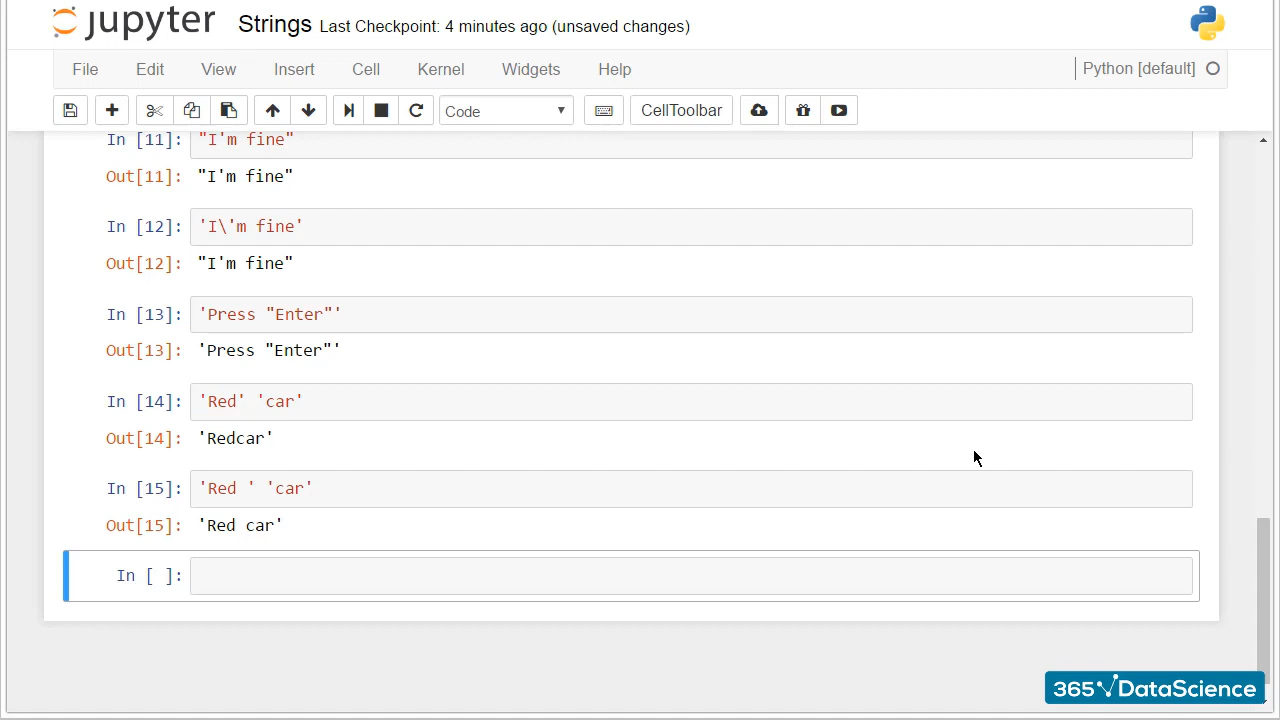 jupyter Strings Last Checkpoint: 4 minutes ago (unsaved changes)
File Edit View Insert Cell Kernel Widgets Help Python [default]
Code CellToolbar
In [11]: "I'm fine"
Out[11]: "I'm fine"
In [12]: 'I\'m fine'
Out[12]: "I'm fine"
In [13]: 'Press "Enter"'
Out[13]: 'Press "Enter"'
In [14]: 'Red' 'car'
Out[14]: 'Redcar'
In [15]: 'Red ' 'car'
Out[15]: 'Red car'
In [ ]:
365 DataScience